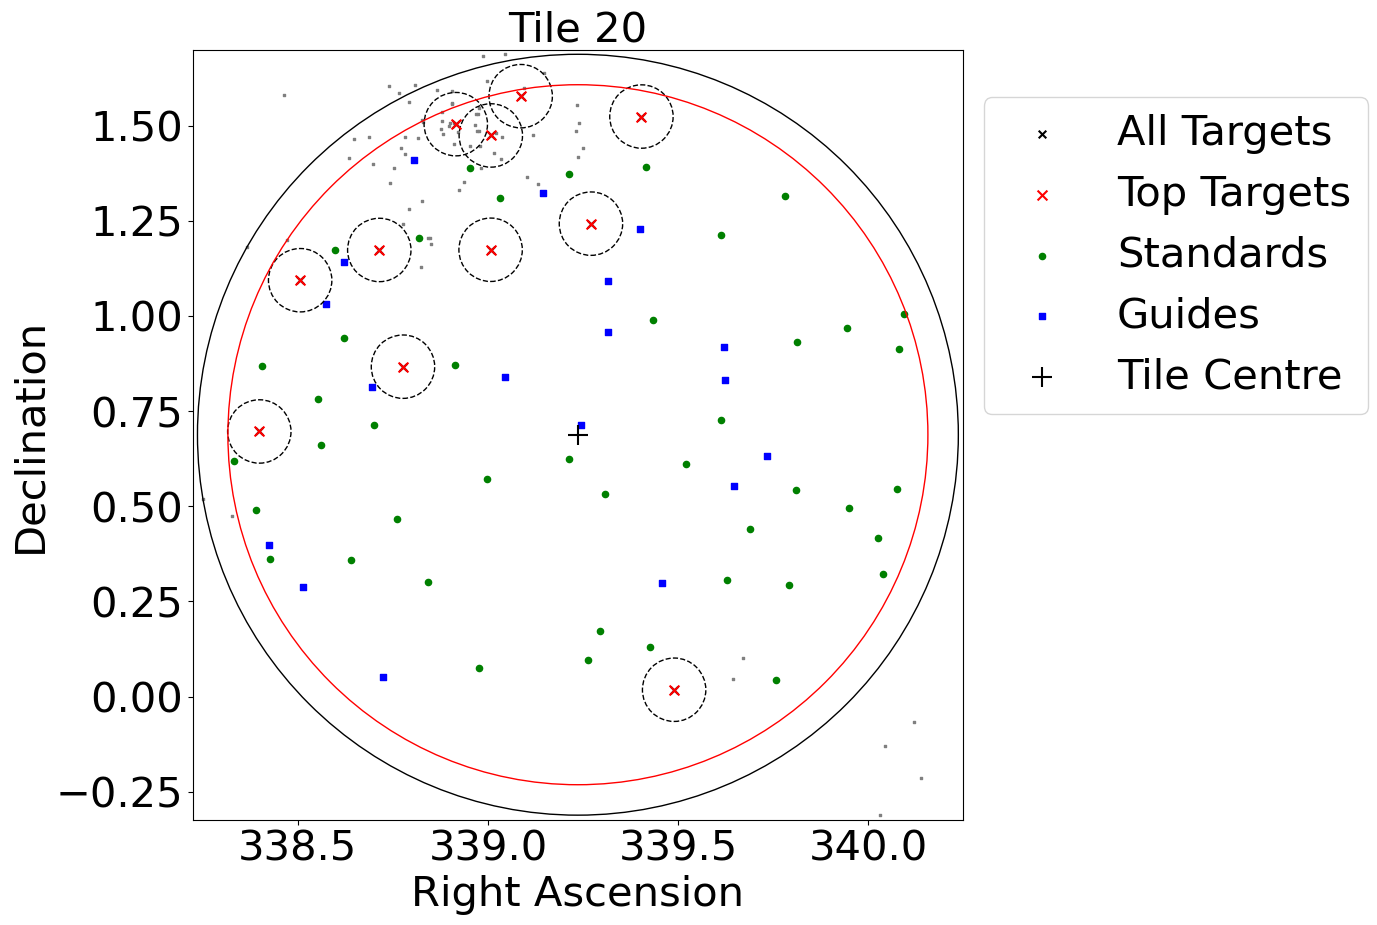 Tile 20
All Targets
Top Targets
Standards
Guides
Tile Centre
Declination
1.50
1.25
1.00
0.75
0.50
0.25
0.00
−0.25
338.5 339.0 339.5 340.0
Right Ascension